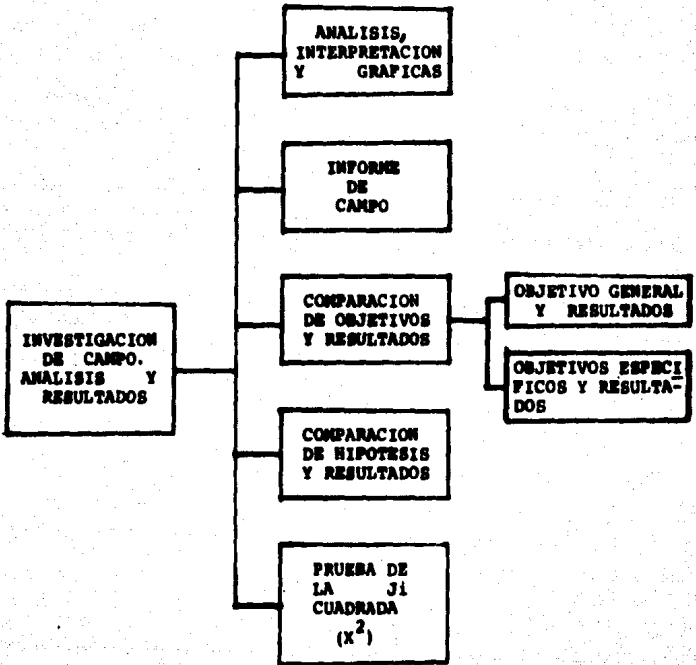 ANALISIS,
INTERPRETACION
Y GRAFICAS
INFORME
DE
CAMPO
INVESTIGACION
DE CAMPO.
ANALISIS Y
RESULTADOS
COMPARACION
DE OBJETIVOS
Y RESULTADOS
OBJETIVO GENERAL
Y RESULTADOS
OBJETIVOS ESPECI
FICOS Y RESULTA-
DOS
COMPARACION
DE HIPOTESIS
Y RESULTADOS
PRUEBA DE
LA Ji
CUADRADA
(X²)